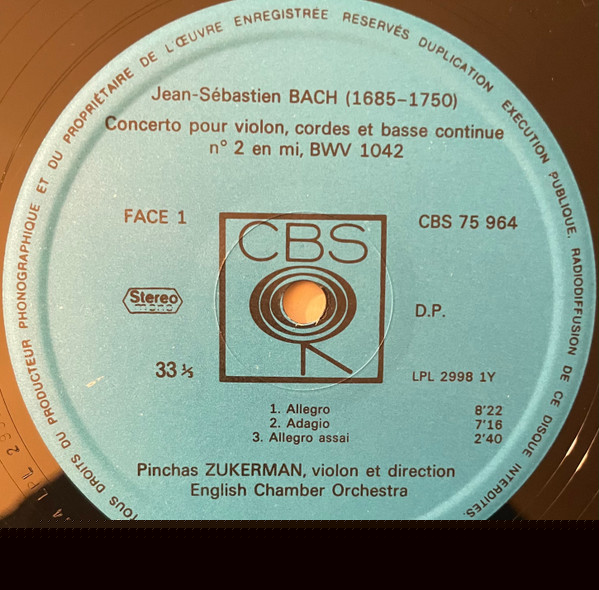 TOUS DROITS DU PRODUCTEUR PHONOGRAPHIQUE ET DU PROPRIÉTAIRE DE L'ŒUVRE ENREGISTRÉE RESERVÉS DUPLICATION EXECUTION PUBLIQUE, RADIODIFFUSION DE CE DISQUE INTERDITES.
Jean-Sébastien BACH (1685-1750)
Concerto pour violon, cordes et basse continue
n° 2 en mi, BWV 1042
FACE 1
CBS
CBS 75 964
Stereo
mono
D.P.
33 ⅓
LPL 2998 1Y
1. Allegro 8'22
2. Adagio 7'16
3. Allegro assai 2'40
Pinchas ZUKERMAN, violon et direction
English Chamber Orchestra